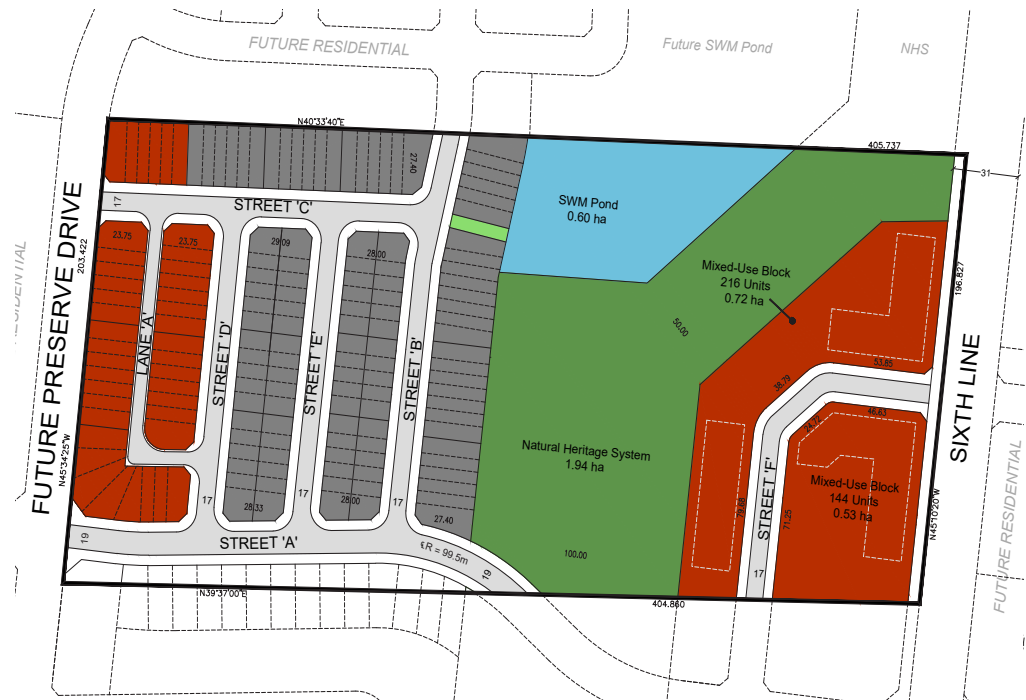 FUTURE RESIDENTIAL
Future SWM Pond
NHS
N40°33'40"E
405.737
31
27.40
SWM Pond
0.60 ha
17
STREET 'C'
23.75
23.75
29.09
28.00
FUTURE PRESERVE DRIVE
203.422
RESIDENTIAL
LANE 'A'
STREET 'D'
STREET 'E'
STREET 'B'
Mixed-Use Block
216 Units
0.72 ha
196.827
50.00
53.85
38.79
SIXTH LINE
24.73
46.63
Natural Heritage System
1.94 ha
Mixed-Use Block
144 Units
0.53 ha
N45°34'25"W
17
28.33
17
28.00
17
27.40
STREET 'F'
71.25
N45°10'20"W
FUTURE RESIDENTIAL
19
STREET 'A'
℄R = 99.5m
19
100.00
17
N39°37'00"E
404.860